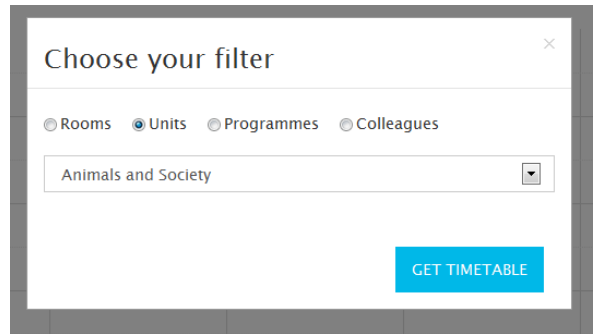 Choose your filter
Rooms Units Programmes Colleagues
Animals and Society
GET TIMETABLE